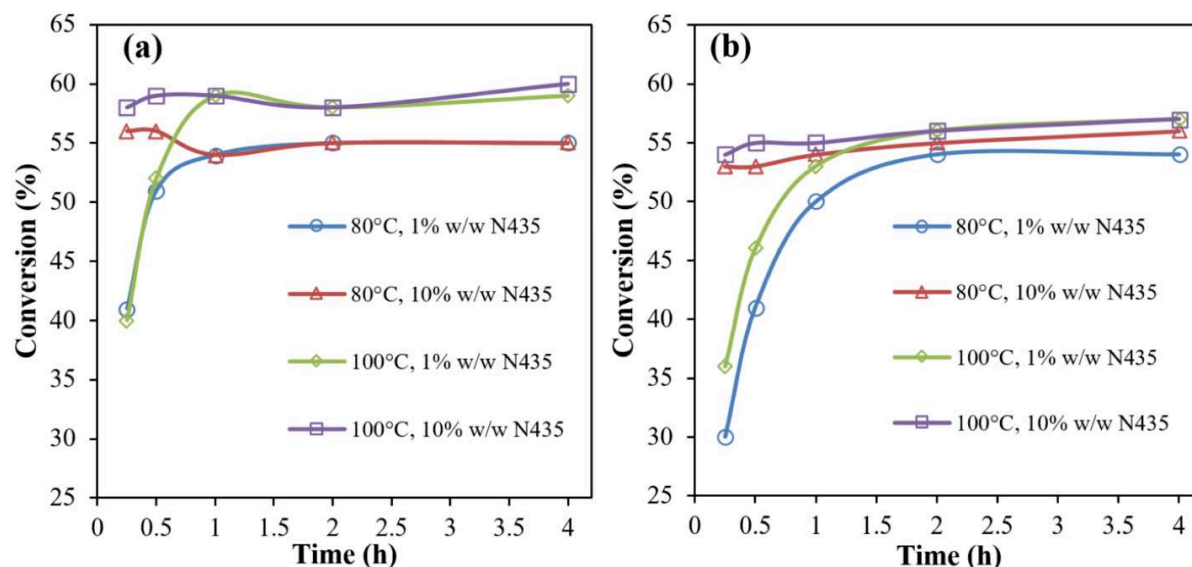 (a)
65
60
55
50
45
40
35
30
25
Conversion (%)
80°C, 1% w/w N435
80°C, 10% w/w N435
100°C, 1% w/w N435
100°C, 10% w/w N435
0 0.5 1 1.5 2 2.5 3 3.5 4
Time (h)
(b)
65
60
55
50
45
40
35
30
25
Conversion (%)
80°C, 1% w/w N435
80°C, 10% w/w N435
100°C, 1% w/w N435
100°C, 10% w/w N435
0 0.5 1 1.5 2 2.5 3 3.5 4
Time (h)